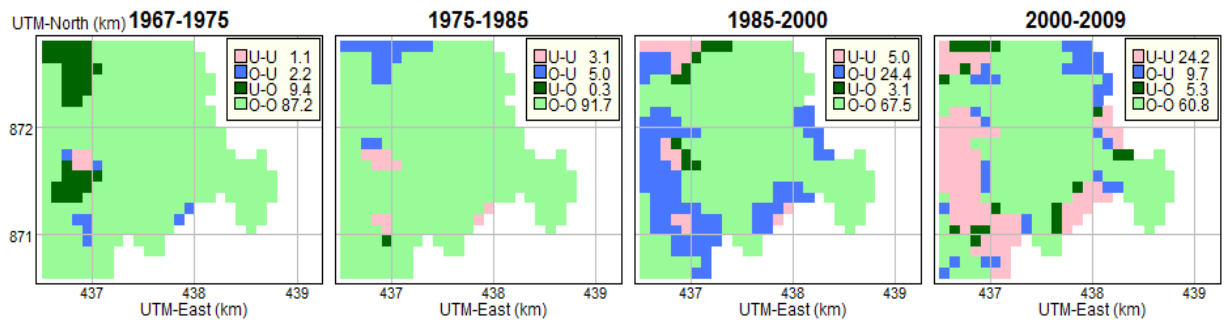 UTM-North (km) 1967-1975 1975-1985 1985-2000 2000-2009
U-U 1.1
O-U 2.2
U-O 9.4
O-O 87.2
U-U 3.1
O-U 5.0
U-O 0.3
O-O 91.7
U-U 5.0
O-U 24.4
U-O 3.1
O-O 67.5
U-U 24.2
O-U 9.7
U-O 5.3
O-O 60.8
872
871
437 438 439 437 438 439 437 438 439 437 438 439
UTM-East (km) UTM-East (km) UTM-East (km) UTM-East (km)